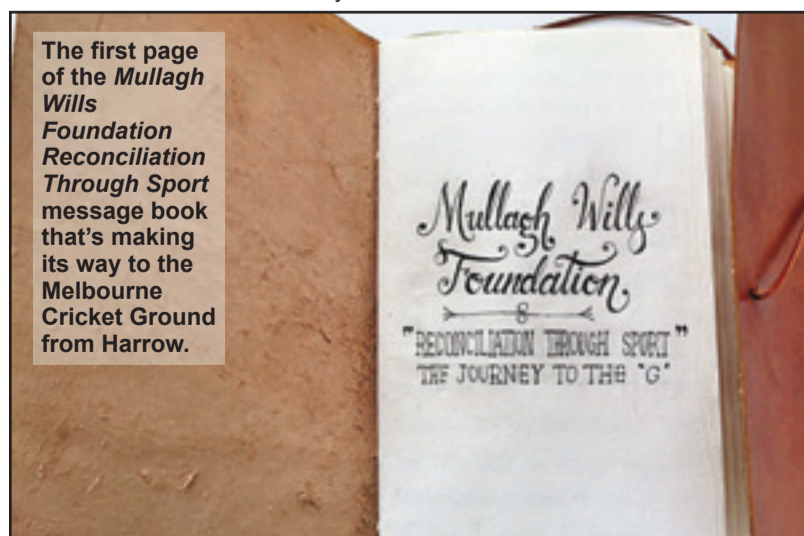 The first page
of the Mullagh
Wills
Foundation
Reconciliation
Through Sport
message book
that's making
its way to the
Melbourne
Cricket Ground
from Harrow.
Mullagh Wills
Foundation.
"RECONCILIATION THROUGH SPORT"
THE JOURNEY TO THE "G"